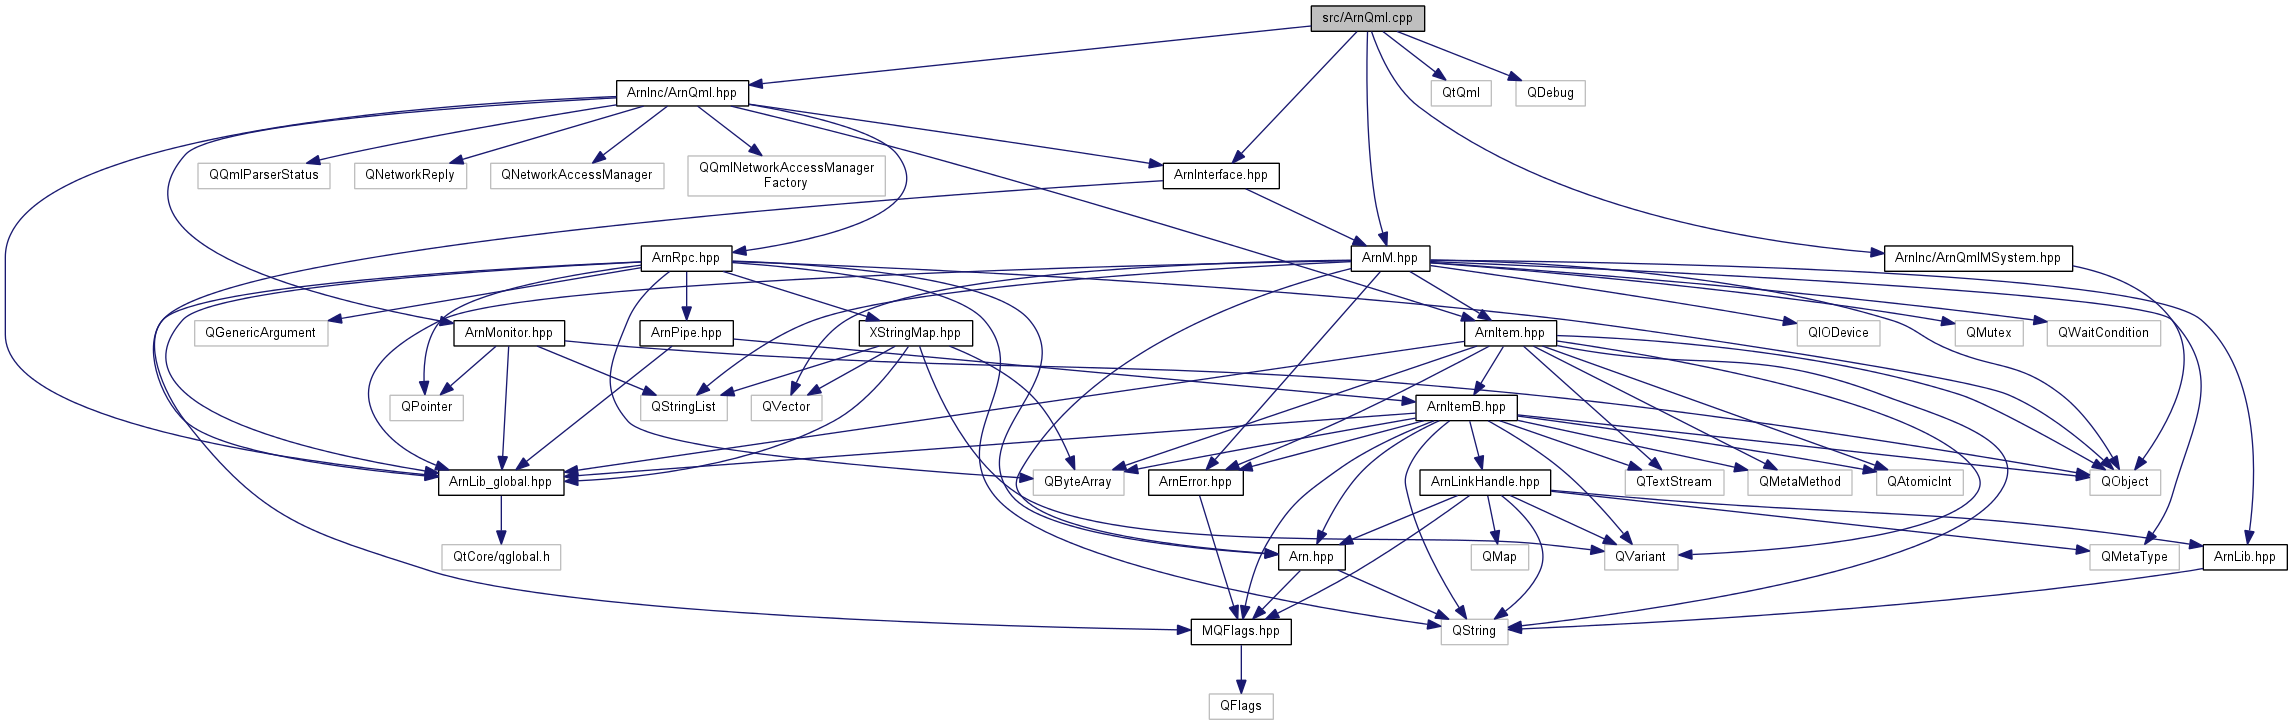 src/ArnQml.cpp
ArnInc/ArnQml.hpp
QtQml
QDebug
QQmlParserStatus
QNetworkReply
QNetworkAccessManager
QQmlNetworkAccessManager
Factory
ArnInterface.hpp
ArnRpc.hpp
ArnM.hpp
ArnInc/ArnQmlMSystem.hpp
QGenericArgument
ArnMonitor.hpp
ArnPipe.hpp
XStringMap.hpp
ArnItem.hpp
QIODevice
QMutex
QWaitCondition
QPointer
QStringList
QVector
ArnItemB.hpp
ArnLib_global.hpp
QByteArray
ArnError.hpp
ArnLinkHandle.hpp
QTextStream
QMetaMethod
QAtomicInt
QObject
QtCore/qglobal.h
Arn.hpp
QMap
QVariant
QMetaType
ArnLib.hpp
MQFlags.hpp
QString
QFlags